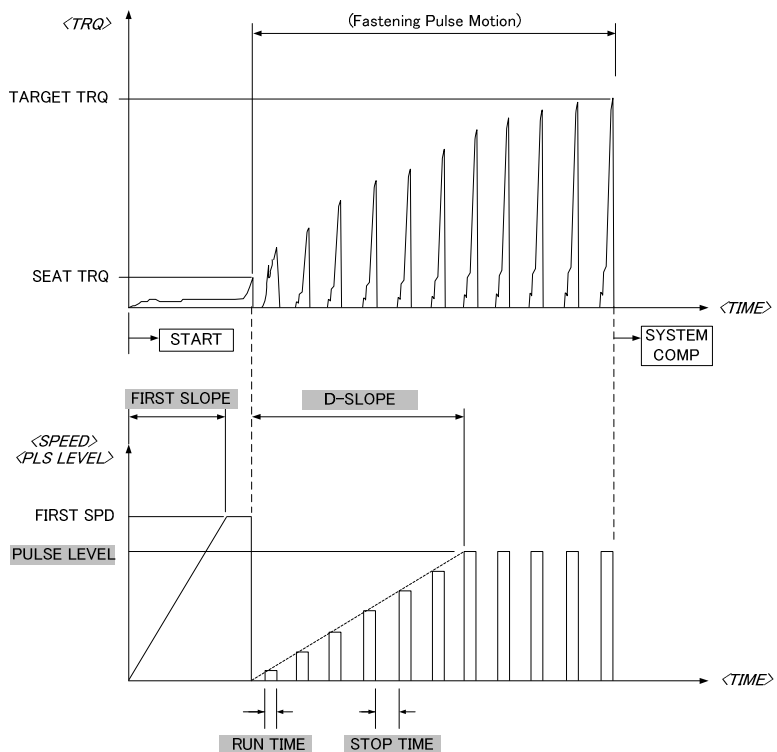 <TRQ>
(Fastening Pulse Motion)
TARGET TRQ
SEAT TRQ
<TIME>
START
SYSTEM
COMP
FIRST SLOPE
D-SLOPE
<SPEED>
<PLS LEVEL>
FIRST SPD
PULSE LEVEL
<TIME>
RUN TIME
STOP TIME